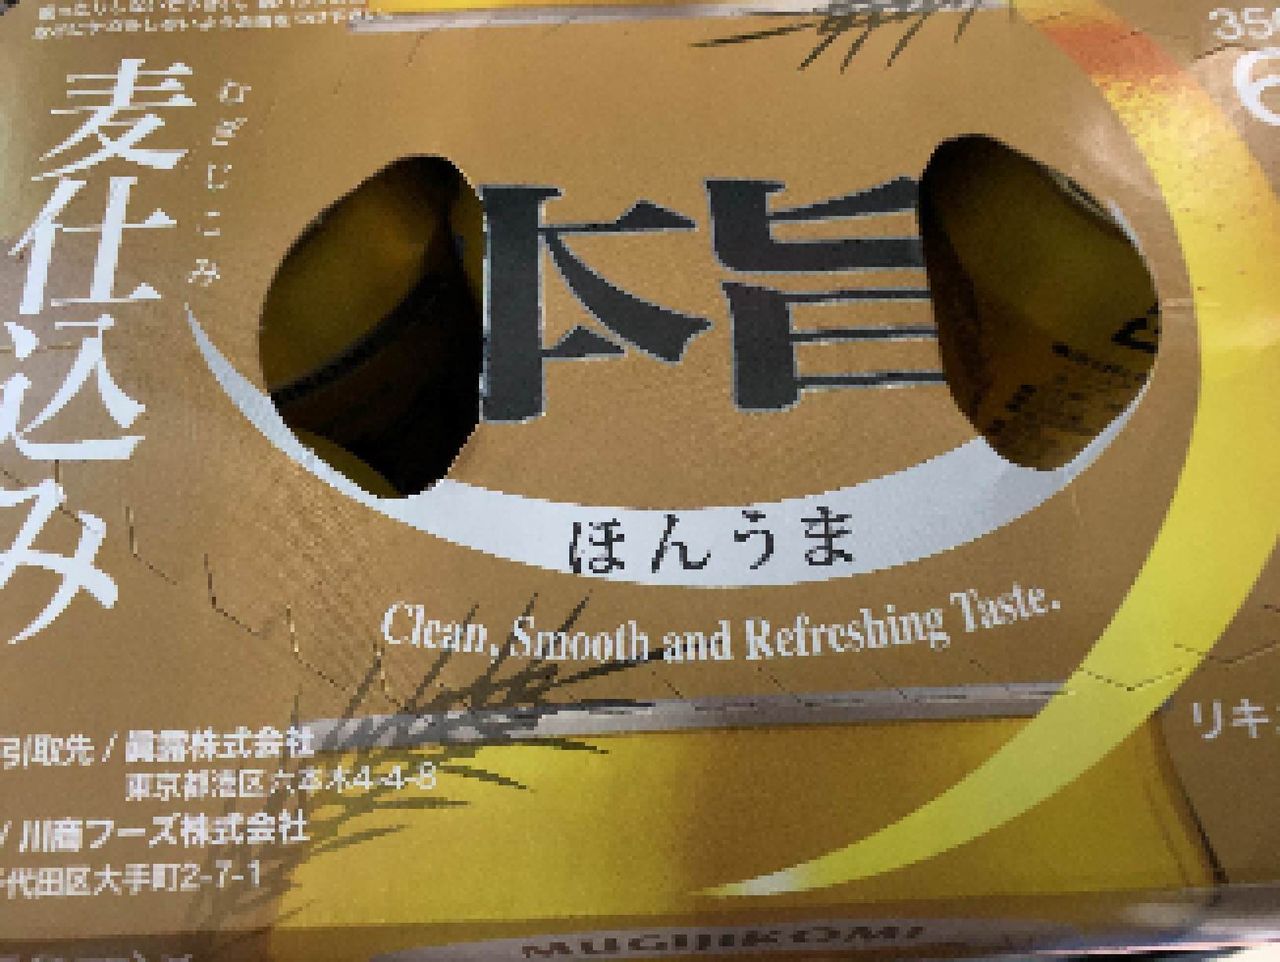 麦仕込み
むぎじこみ
本旨
ほんうま
Clean, Smooth and Refreshing Taste.
引取先 / 眞露株式会社
東京都港区六本木4-4-8
/ 川商フーズ株式会社
代田区大手町2-7-1
リキ
350
6
MUGIJIKOMI